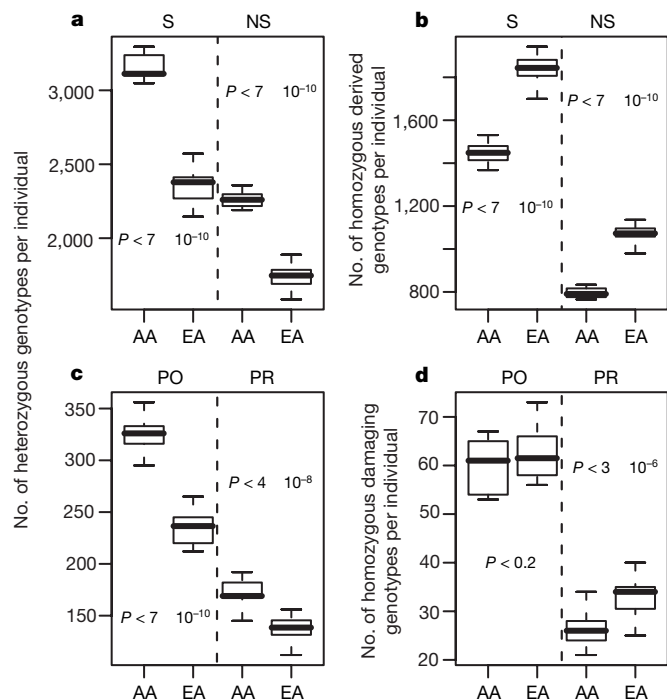 a
S NS
No. of heterozygous genotypes per individual
3,000
2,500
2,000
P < 7 10⁻¹⁰
P < 7 10⁻¹⁰
AA EA AA EA
b
S NS
No. of homozygous derived
genotypes per individual
1,600
1,200
800
P < 7 10⁻¹⁰
P < 7 10⁻¹⁰
AA EA AA EA
c
PO PR
350
250
150
P < 4 10⁻⁸
P < 7 10⁻¹⁰
AA EA AA EA
d
PO PR
No. of homozygous damaging
genotypes per individual
70
60
50
40
30
20
P < 3 10⁻⁶
P < 0.2
AA EA AA EA